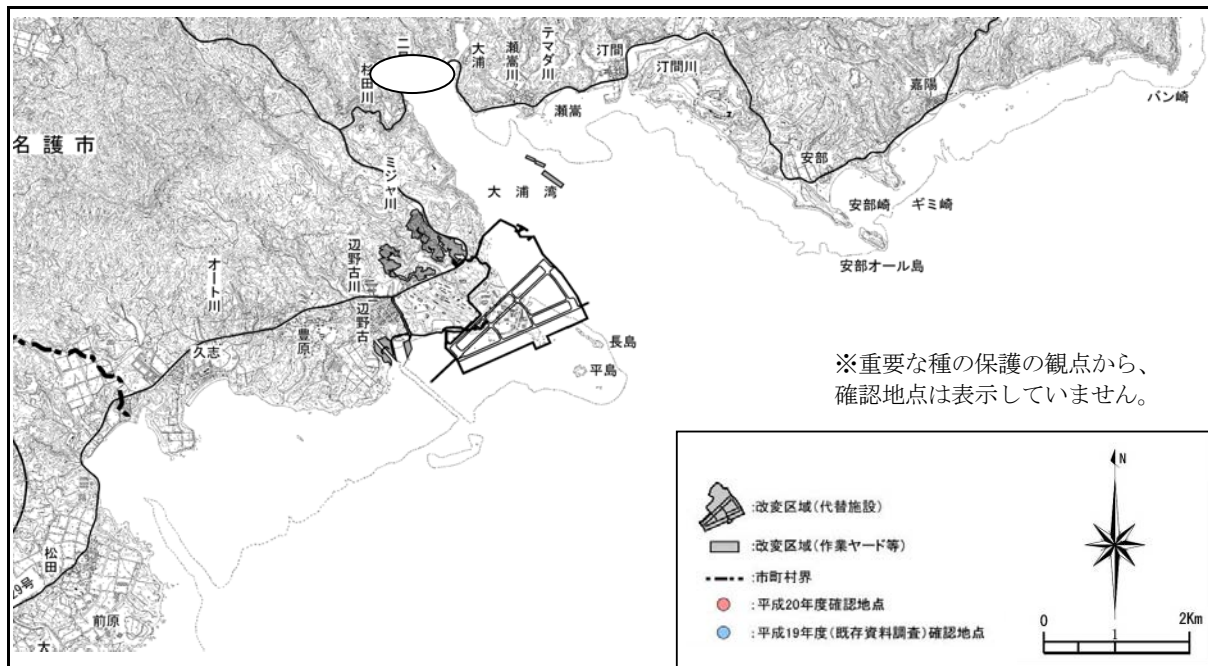 二
杉田川
大浦
瀬嵩川
テマダ川
汀間
汀間川
瀬嵩
嘉陽
バン崎
名護市
ミジャ川
大浦湾
安部
安部崎
ギミ崎
安部オール島
辺野古川
辺野古
オート川
豊原
久志
長島
平島
※重要な種の保護の観点から、
確認地点は表示していません。
松田
29号
前原
大
:改変区域(代替施設)
:改変区域(作業ヤード等)
:市町村界
:平成20年度確認地点
:平成19年度(既存資料調査)確認地点
N
0 1 2Km